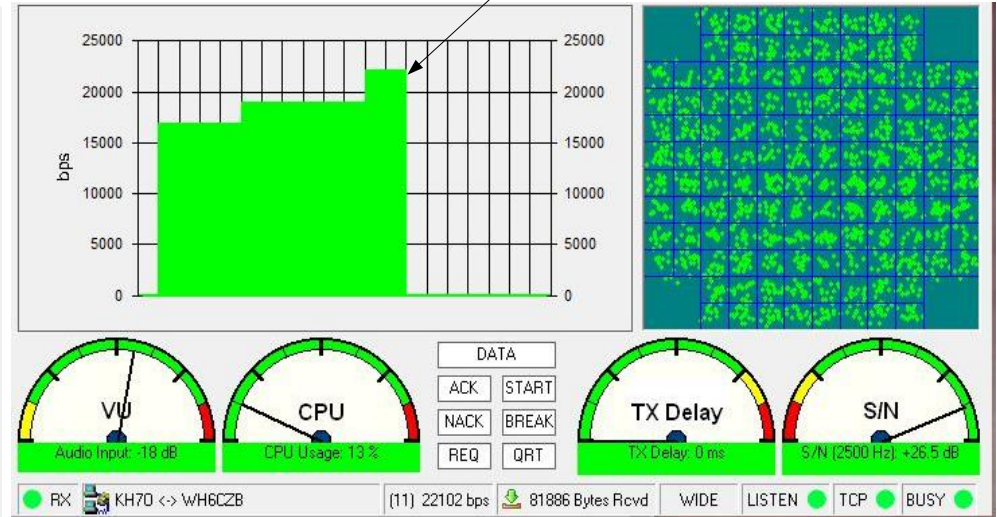 25000 25000
20000 20000
15000 15000
bps
10000 10000
5000 5000
0 0
DATA
ACK START
NACK BREAK
REQ QRT
VU
Audio Input: -18 dB
CPU
CPU Usage: 13 %
TX Delay
TX Delay: 0 ms
S/N
S/N (2500 Hz): +26.5 dB
RX KH7O <-> WH6CZB (11) 22102 bps 81886 Bytes Rcvd WIDE LISTEN TCP BUSY